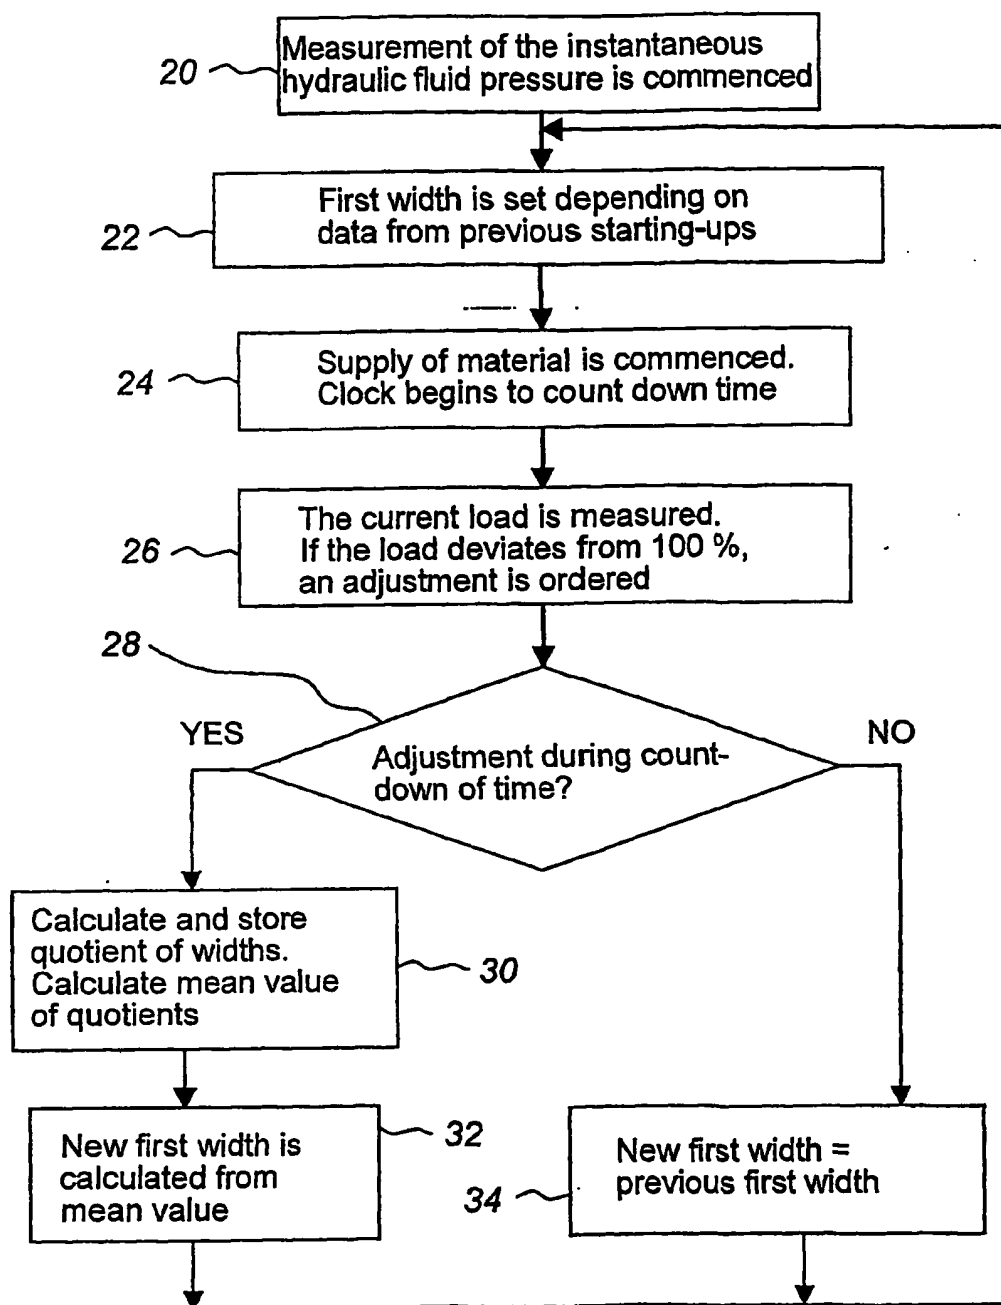 20
Measurement of the instantaneous
hydraulic fluid pressure is commenced
22
First width is set depending on
data from previous starting-ups
24
Supply of material is commenced.
Clock begins to count down time
26
The current load is measured.
If the load deviates from 100 %,
an adjustment is ordered
28
YES
NO
Adjustment during count-
down of time?
Calculate and store
quotient of widths.
Calculate mean value
of quotients
30
New first width is
calculated from
mean value
32
New first width =
previous first width
34